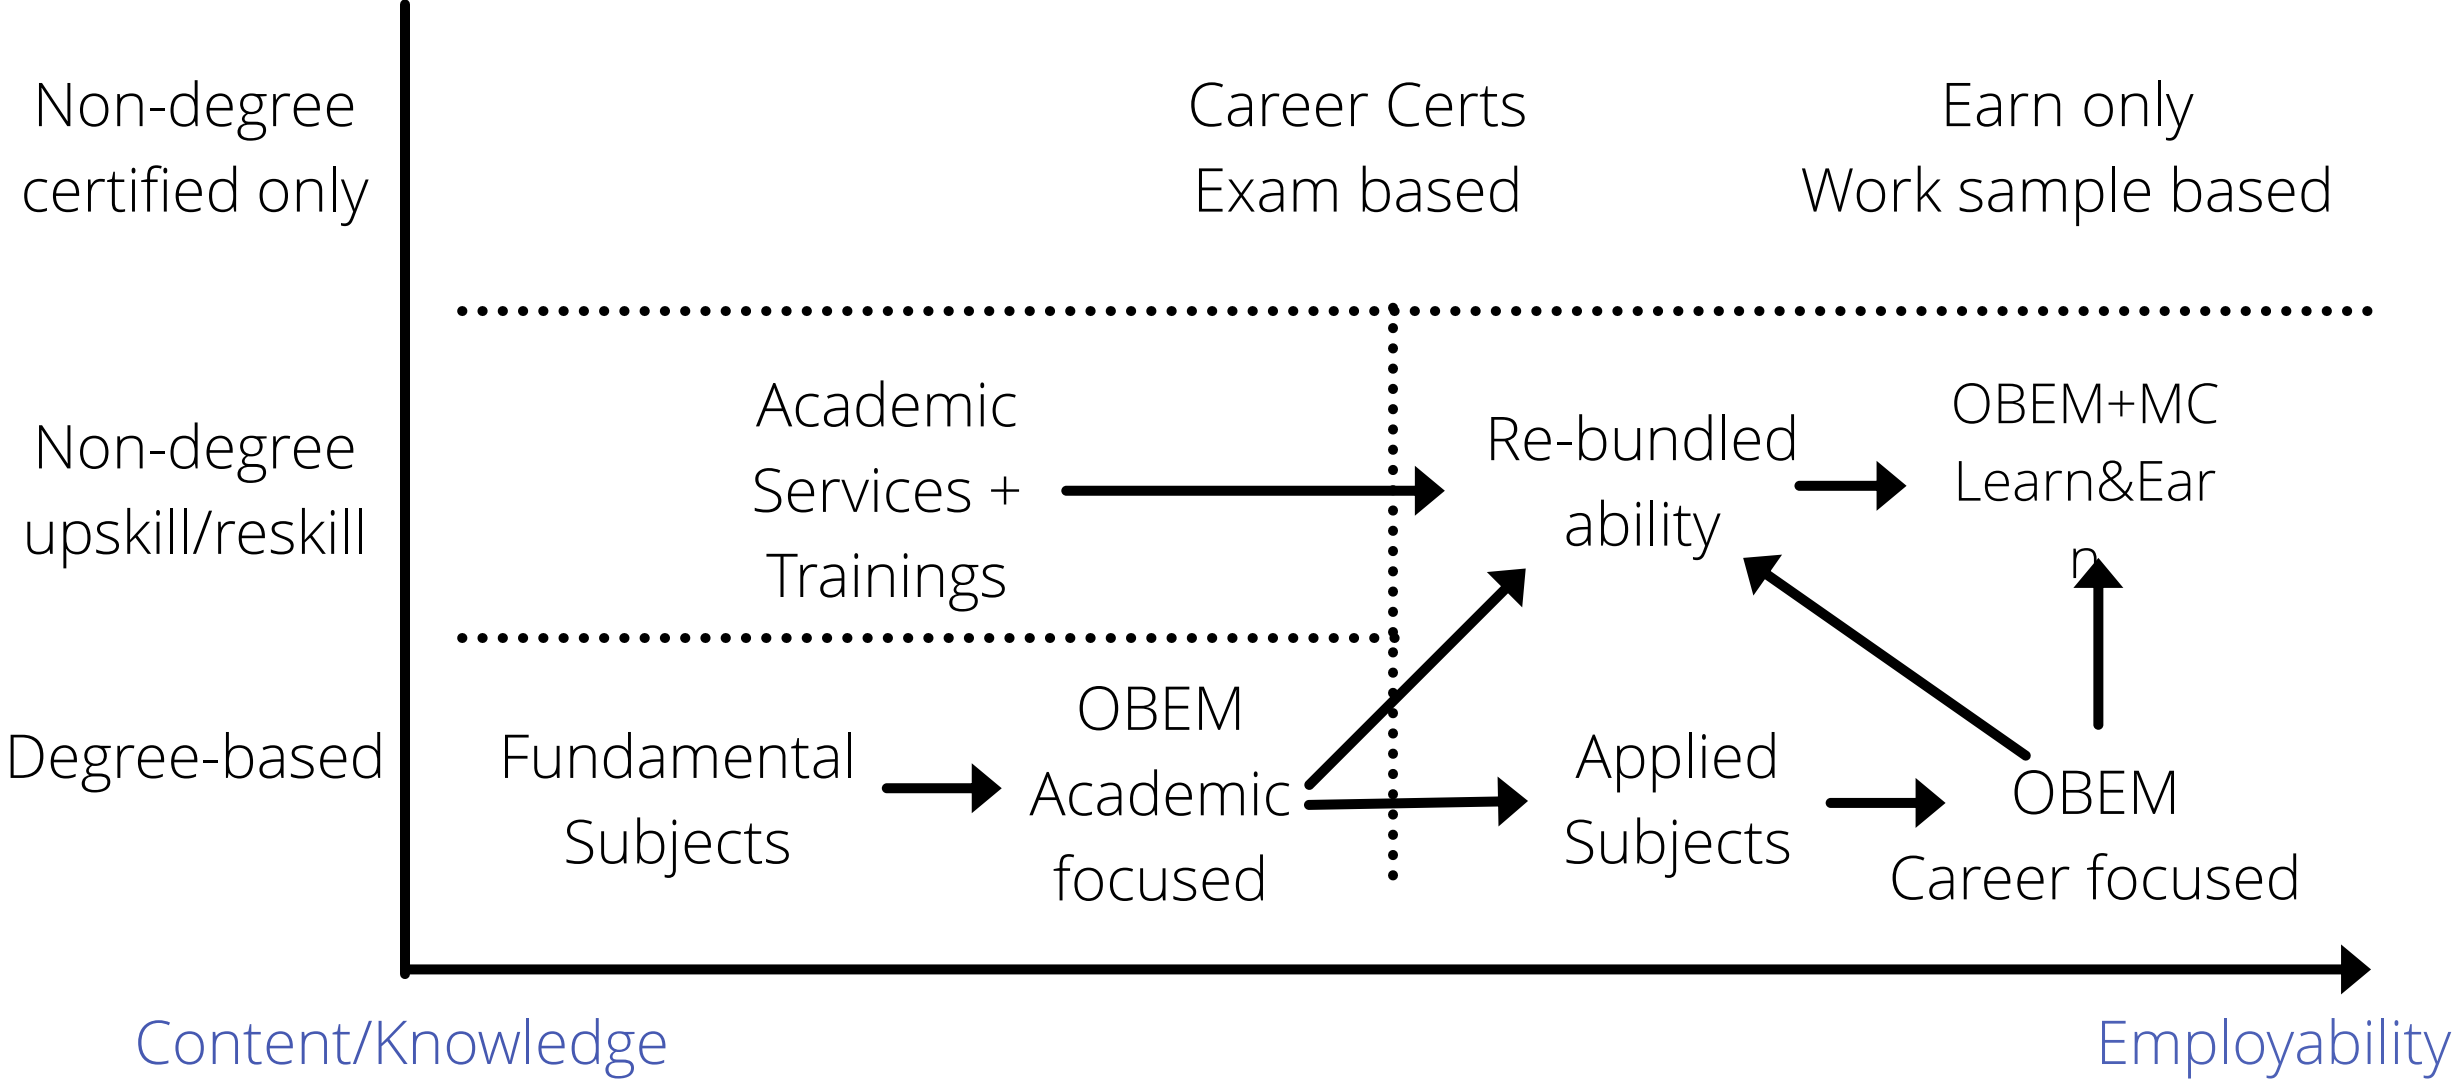 Non-degree
certified only
Career Certs
Exam based
Earn only
Work sample based
Non-degree
upskill/reskill
Academic
Services +
Trainings
Re-bundled
ability
OBEM+MC
Learn&Ear
n
Degree-based
Fundamental
Subjects
OBEM
Academic
focused
Applied
Subjects
OBEM
Career focused
Content/Knowledge
Employability